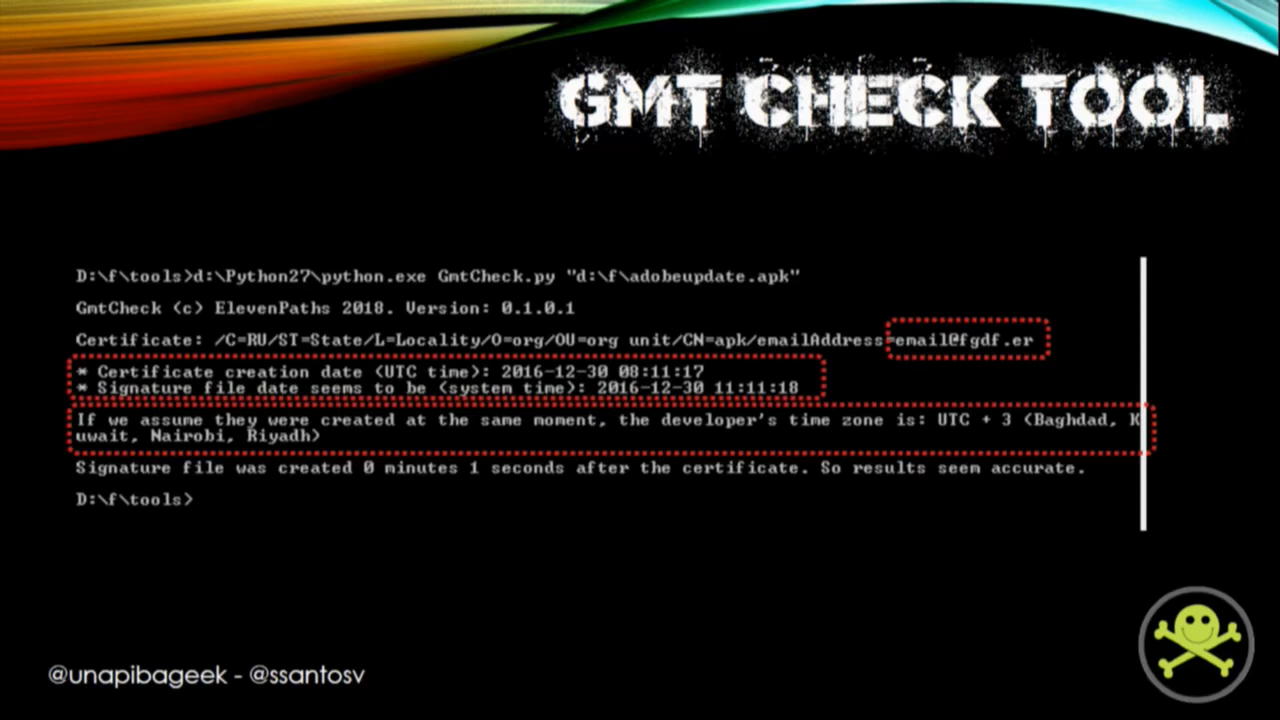 GMT CHECK TOOL
D:\f\tools>d:\Python27\python.exe GmtCheck.py "d:\f\adobeupdate.apk"
GmtCheck (c) ElevenPaths 2018. Version: 0.1.0.1
Certificate: /C=RU/ST=State/L=Locality/O=org/OU=org unit/CN=apk/emailAddress=email@fgdf.er
* Certificate creation date (UTC time): 2016-12-30 08:11:17
* Signature file date seems to be (system time): 2016-12-30 11:11:18
If we assume they were created at the same moment, the developer's time zone is: UTC + 3 (Baghdad, K
uwait, Nairobi, Riyadh)
Signature file was created 0 minutes 1 seconds after the certificate. So results seem accurate.
D:\f\tools>
@unapibageek - @ssantosv